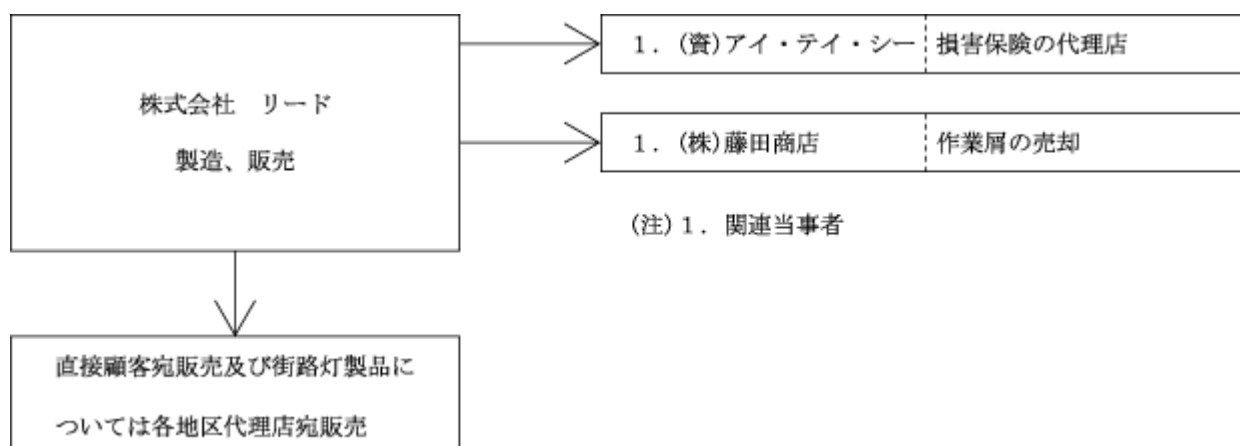 株式会社　リード
製造、販売
1．(資)アイ・テイ・シー 損害保険の代理店
1．(株)藤田商店 作業屑の売却
(注)1．関連当事者
直接顧客宛販売及び街路灯製品に
ついては各地区代理店宛販売